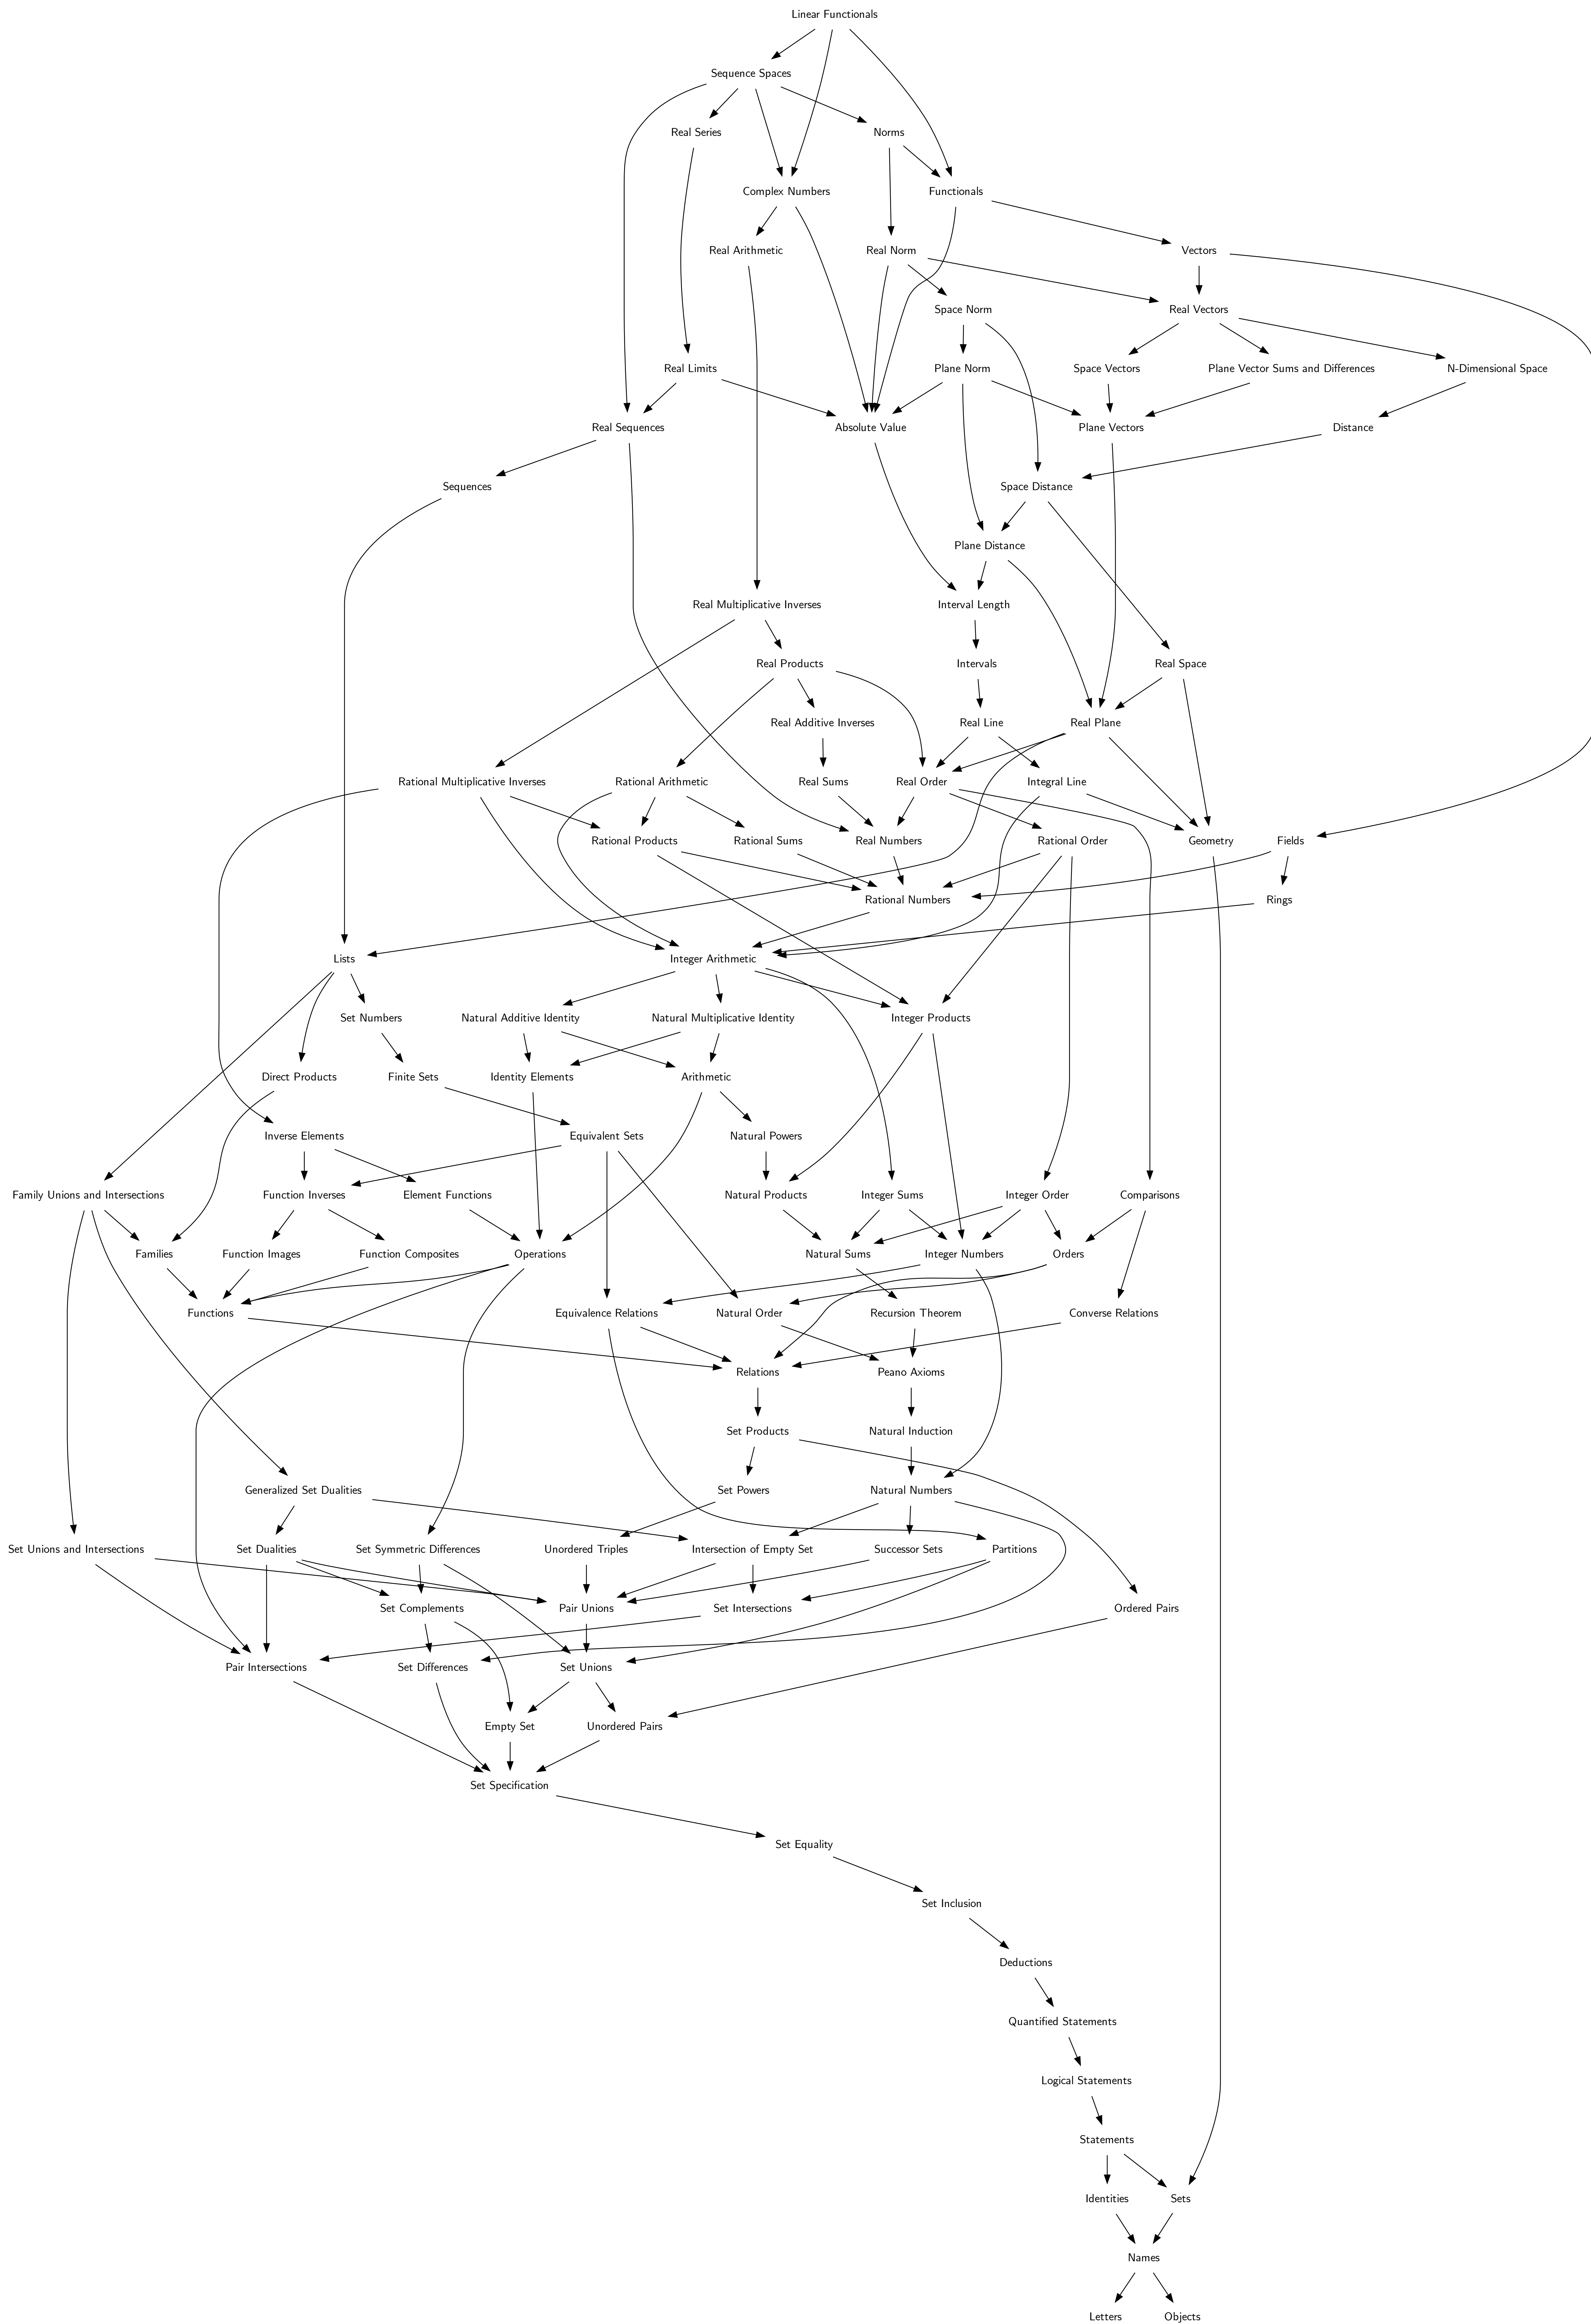 Linear Functionals
Sequence Spaces
Real Series
Norms
Complex Numbers
Functionals
Real Arithmetic
Real Norm
Vectors
Space Norm
Real Vectors
Real Limits
Plane Norm
Space Vectors
Plane Vector Sums and Differences
N-Dimensional Space
Real Sequences
Absolute Value
Plane Vectors
Distance
Sequences
Space Distance
Plane Distance
Real Multiplicative Inverses
Interval Length
Real Products
Intervals
Real Space
Real Additive Inverses
Real Line
Real Plane
Rational Multiplicative Inverses
Rational Arithmetic
Real Sums
Real Order
Integral Line
Rational Products
Rational Sums
Real Numbers
Rational Order
Geometry
Fields
Rational Numbers
Rings
Lists
Integer Arithmetic
Set Numbers
Natural Additive Identity
Natural Multiplicative Identity
Integer Products
Direct Products
Finite Sets
Identity Elements
Arithmetic
Inverse Elements
Equivalent Sets
Natural Powers
Family Unions and Intersections
Function Inverses
Element Functions
Natural Products
Integer Sums
Integer Order
Comparisons
Families
Function Images
Function Composites
Operations
Natural Sums
Integer Numbers
Orders
Functions
Equivalence Relations
Natural Order
Recursion Theorem
Converse Relations
Relations
Peano Axioms
Set Products
Natural Induction
Generalized Set Dualities
Set Powers
Natural Numbers
Set Unions and Intersections
Set Dualities
Set Symmetric Differences
Unordered Triples
Intersection of Empty Set
Successor Sets
Partitions
Set Complements
Pair Unions
Set Intersections
Ordered Pairs
Pair Intersections
Set Differences
Set Unions
Empty Set
Unordered Pairs
Set Specification
Set Equality
Set Inclusion
Deductions
Quantified Statements
Logical Statements
Statements
Identities
Sets
Names
Letters
Objects